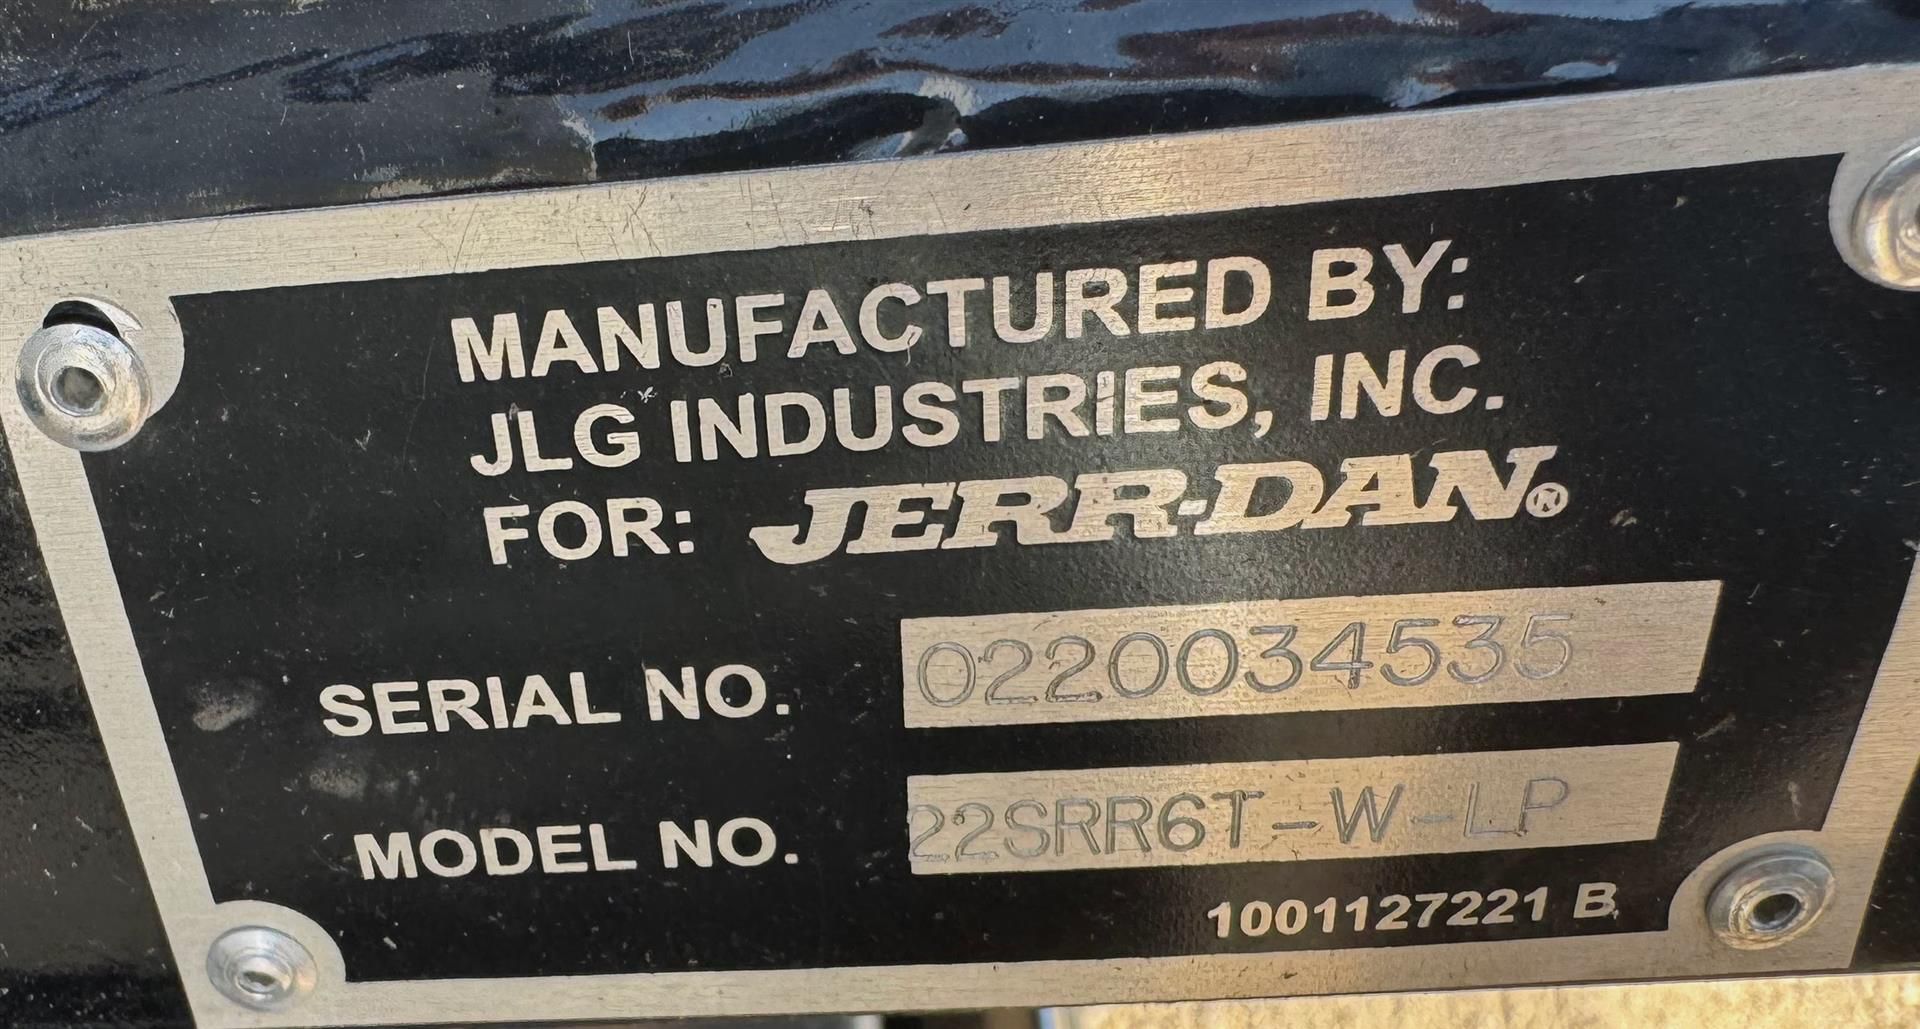 MANUFACTURED BY:
JLG INDUSTRIES, INC.
FOR: JERR-DAN®
SERIAL NO. 0220034535
MODEL NO. 22SRR6T-W-LP
1001127221 B